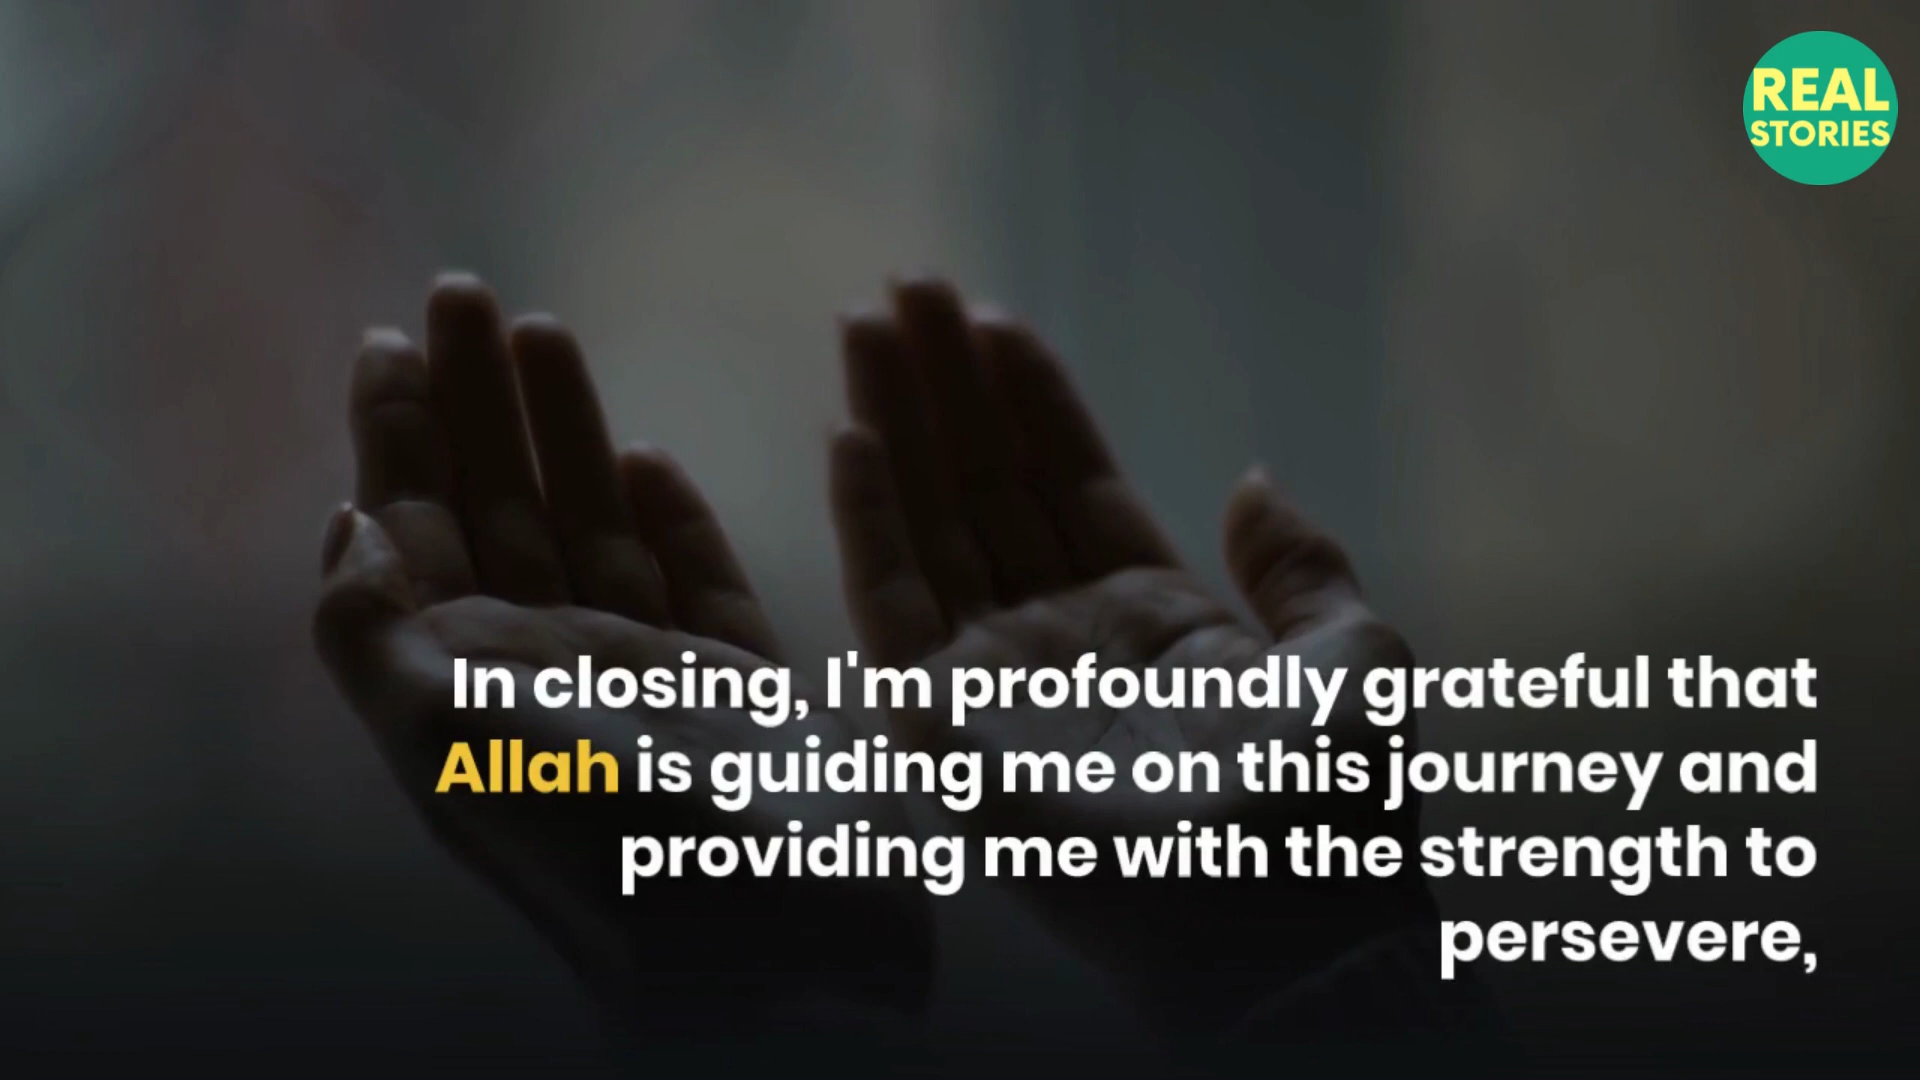 REAL
STORIES
In closing, I'm profoundly grateful that
Allah is guiding me on this journey and
providing me with the strength to
persevere,